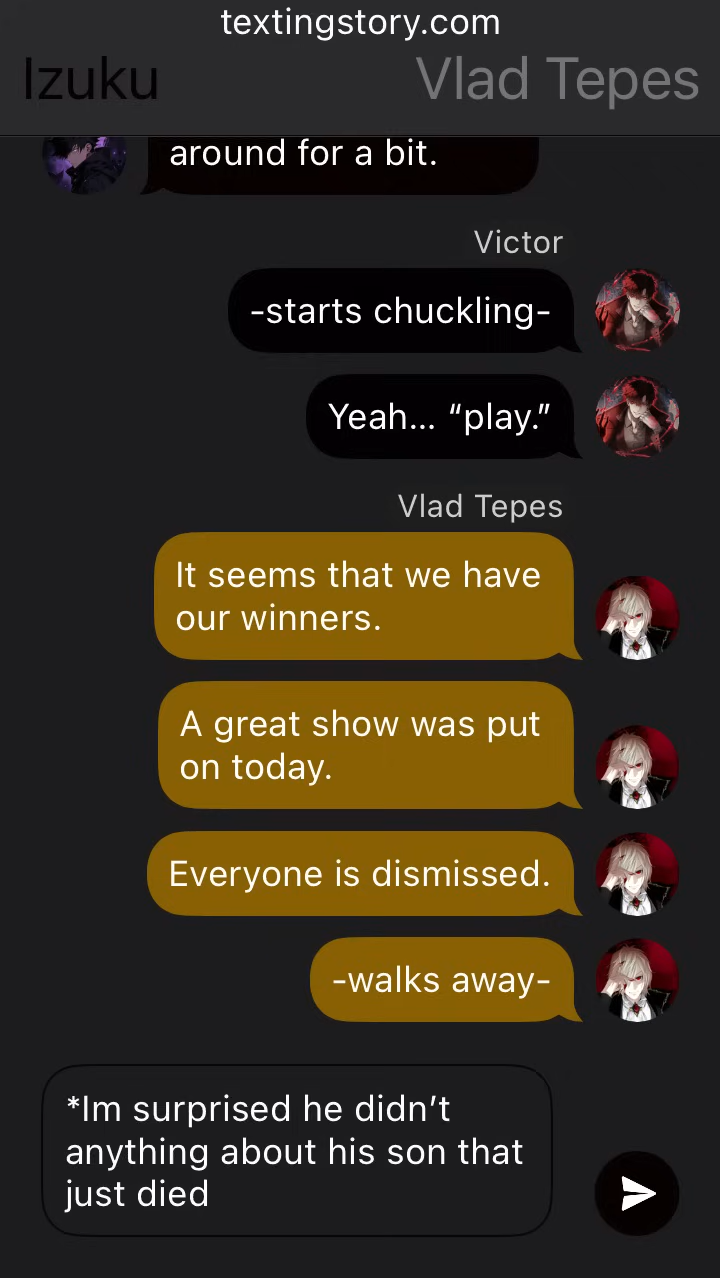 textingstory.com
Izuku
Vlad Tepes
around for a bit.
Victor
-starts chuckling-
Yeah... “play.”
Vlad Tepes
It seems that we have
our winners.
A great show was put
on today.
Everyone is dismissed.
-walks away-
*Im surprised he didn’t
anything about his son that
just died